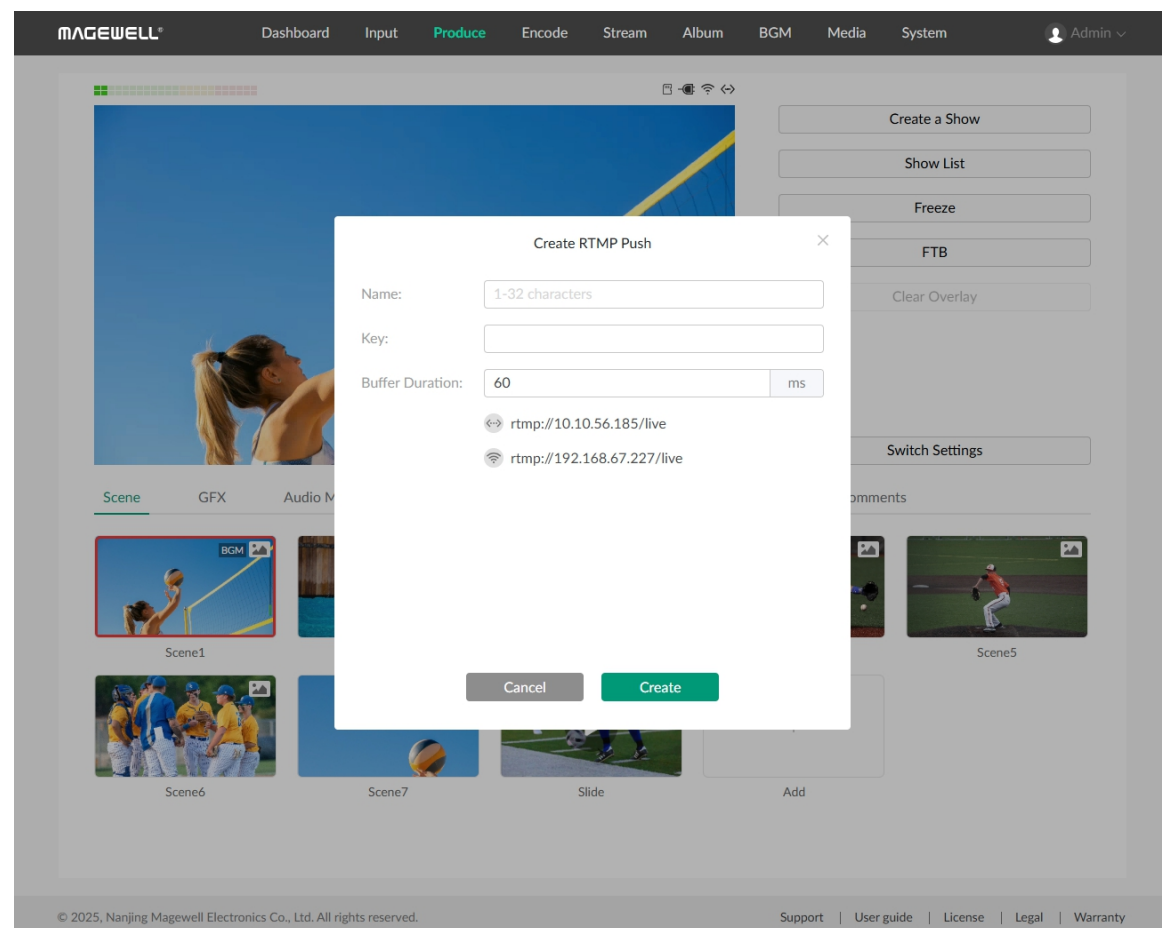 MAGEWELL®
Dashboard Input Produce Encode Stream Album BGM Media System Admin
Create a Show
Show List
Freeze
FTB
Clear Overlay
Switch Settings
Create RTMP Push
Name: 1-32 characters
Key:
Buffer Duration: 60 ms
rtmp://10.10.56.185/live
rtmp://192.168.67.227/live
Cancel Create
Scene GFX Audio
BGM
Scene1
Scene5
Scene6
Scene7
Slide
Add
© 2025, Nanjing Magewell Electronics Co., Ltd. All rights reserved.
Support | User guide | License | Legal | Warranty